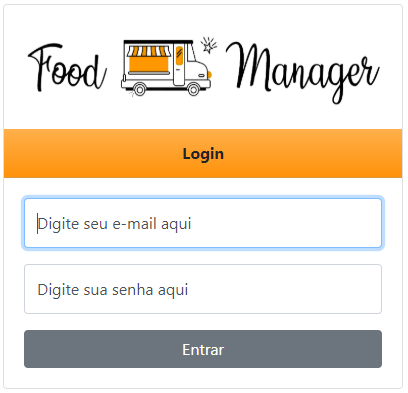 Food Manager
Login
Digite seu e-mail aqui
Digite sua senha aqui
Entrar